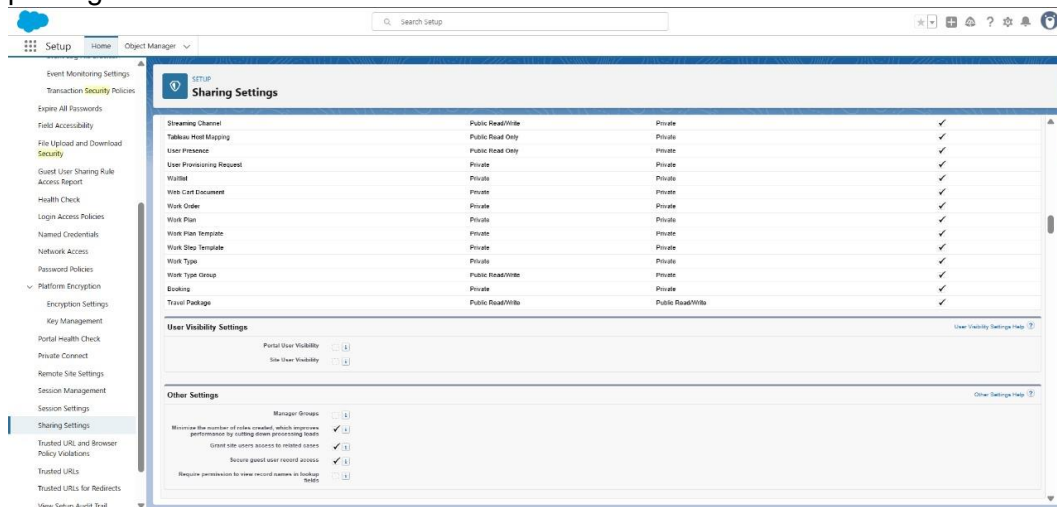 Search Setup
Setup Home Object Manager
Event Monitoring Settings
Transaction Security Policies
Expire All Passwords
Field Accessibility
File Upload and Download
Security
Guest User Sharing Rule
Access Report
Health Check
Login Access Policies
Named Credentials
Network Access
Password Policies
Platform Encryption
Encryption Settings
Key Management
Portal Health Check
Private Connect
Remote Site Settings
Session Management
Session Settings
Sharing Settings
Trusted URL and Browser
Policy Violations
Trusted URLs
Trusted URLs for Redirects
View Setup Audit Trail
SETUP
Sharing Settings
Streaming Channel Public Read/Write Private ✓
Tableau Host Mapping Public Read Only Private ✓
User Presence Public Read Only Private ✓
User Provisioning Request Private Private ✓
Waitlist Private Private ✓
Web Cart Document Private Private ✓
Work Order Private Private ✓
Work Plan Private Private ✓
Work Plan Template Private Private ✓
Work Step Template Private Private ✓
Work Type Private Private ✓
Work Type Group Public Read/Write Private ✓
Booking Private Private ✓
Travel Package Public Read/Write Public Read/Write ✓
User Visibility Settings User Visibility Settings Help ?
Portal User Visibility i
Site User Visibility i
Other Settings Other Settings Help ?
Manager Groups i
Minimize the number of roles created, which improves
performance by cutting down processing loads ✓ i
Grant site users access to related cases ✓ i
Secure guest user record access ✓ i
Require permission to view record names in lookup
fields i